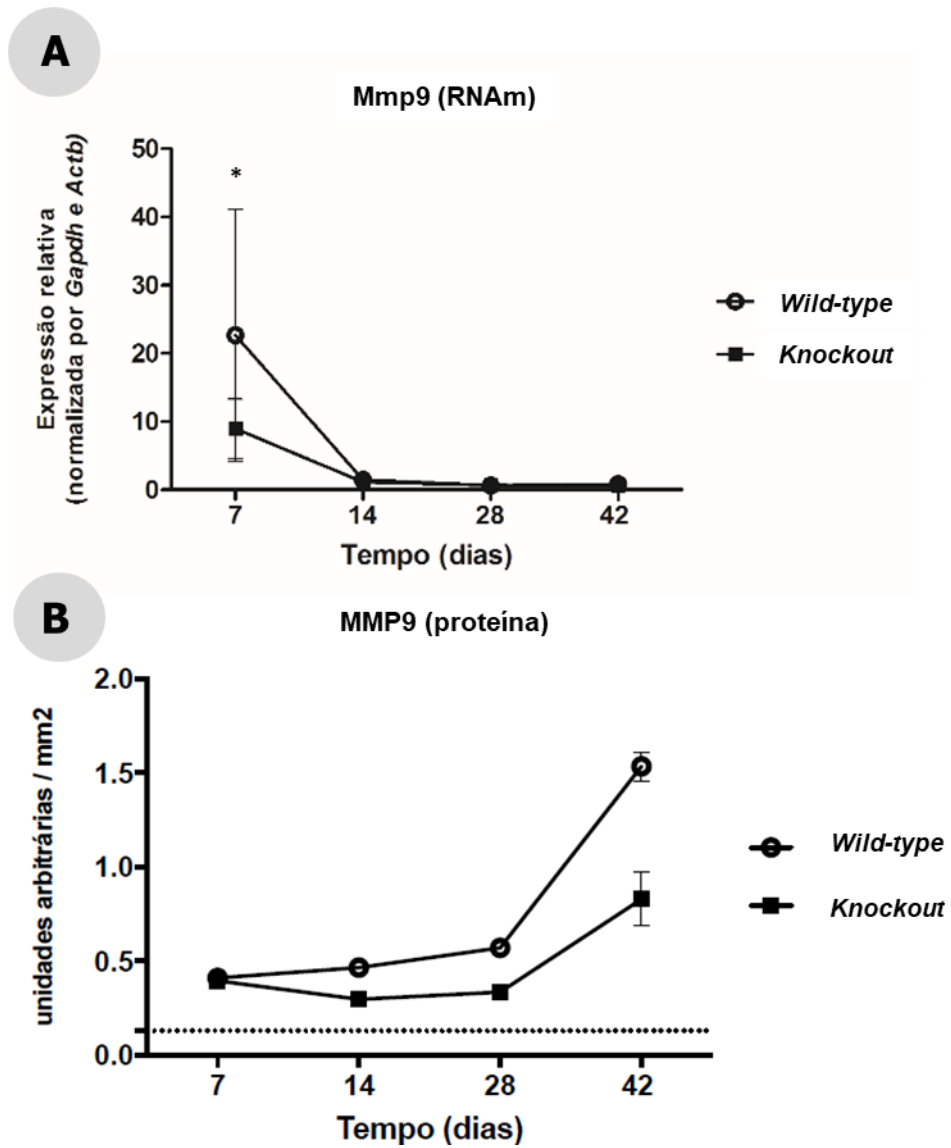 A
Mmp9 (RNAm)
Expressão relativa
(normalizada por Gapdh e Actb)
50
40
30
20
10
0
*
7 14 28 42
Tempo (dias)
Wild-type
Knockout
B
MMP9 (proteína)
unidades arbitrárias / mm2
2.0
1.5
1.0
0.5
0.0
7 14 28 42
Tempo (dias)
Wild-type
Knockout